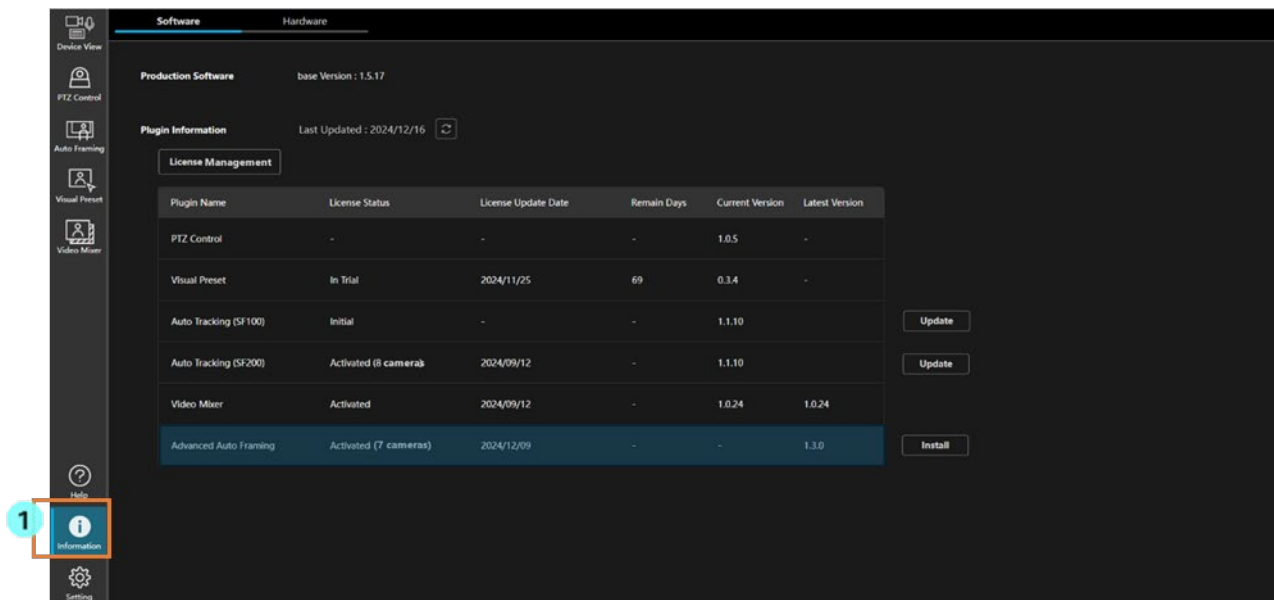 Software Hardware
Device View
Production Software base Version : 1.5.17
PTZ Control
Plugin Information Last Updated : 2024/12/16
Auto Framing
License Management
Visual Preset
Plugin Name License Status License Update Date Remain Days Current Version Latest Version
PTZ Control - - - 1.0.5 -
Video Mixer
Visual Preset In Trial 2024/11/25 69 0.3.4 -
Auto Tracking (SF100) Initial - - 1.1.10 Update
Auto Tracking (SF200) Activated (8 cameras) 2024/09/12 - 1.1.10 Update
Video Mixer Activated 2024/09/12 - 1.0.24 1.0.24
Advanced Auto Framing Activated (7 cameras) 2024/12/09 - - 1.3.0 Install
Help
1
Information
Setting